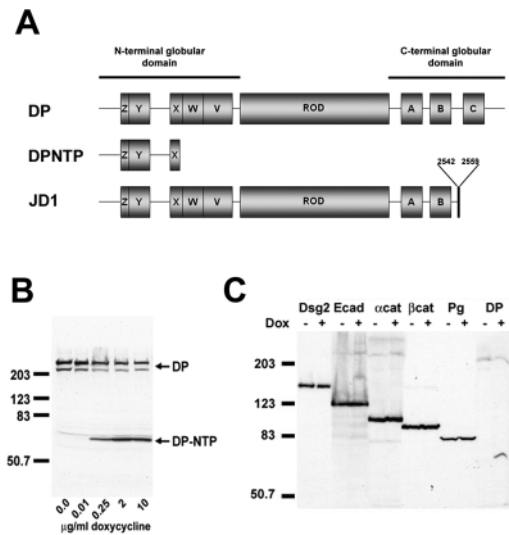 A
N-terminal globular domain
C-terminal globular domain
DP
Z Y X W V ROD A B C
DPNTP
Z Y X
2542 2559
JD1
Z Y X W V ROD A B
B
203
123
83
50.7
DP
DP-NTP
0.0 0.01 0.25 2 10
µg/ml doxycycline
C
Dsg2 Ecad αcat βcat Pg DP
Dox - + - + - + - + - + - +
203
123
83
50.7